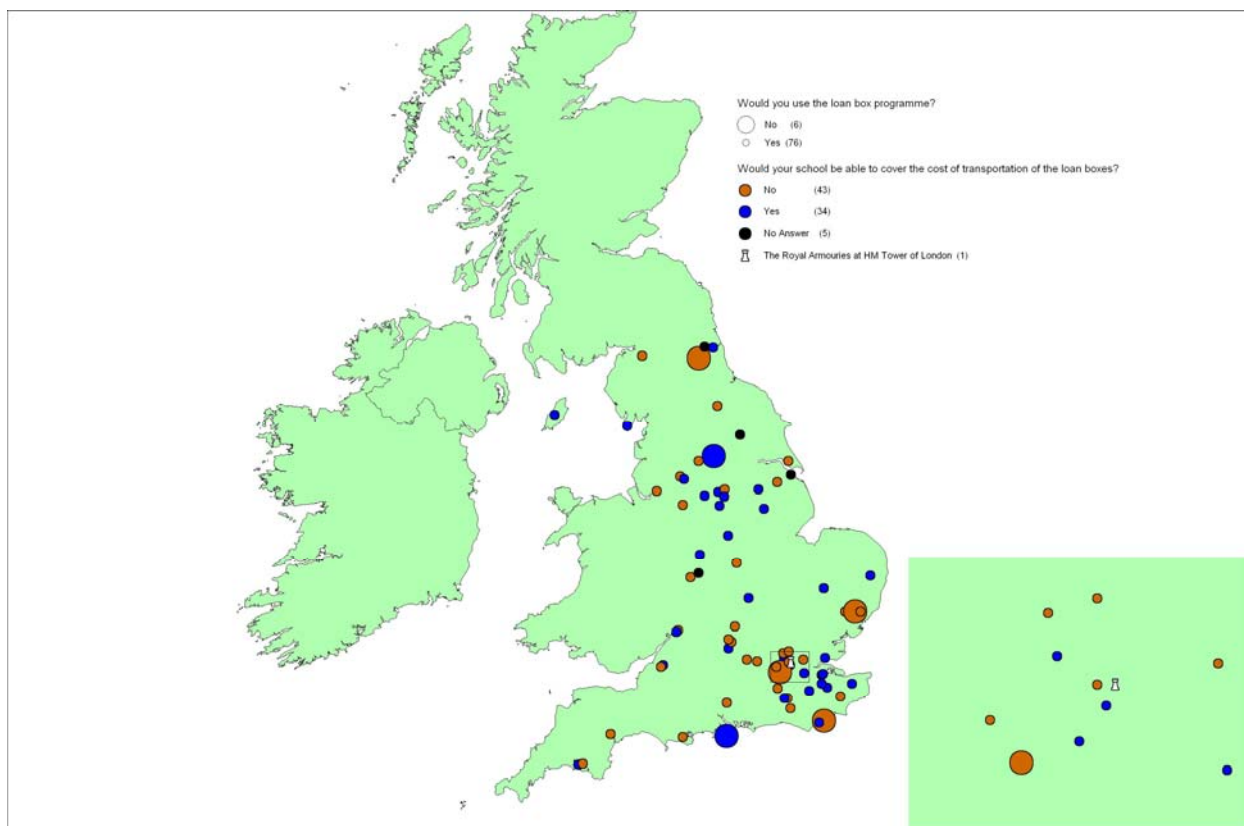 Would you use the loan box programme?
No (6)
Yes (76)
Would your school be able to cover the cost of transportation of the loan boxes?
No (43)
Yes (34)
No Answer (5)
The Royal Armouries at HM Tower of London (1)